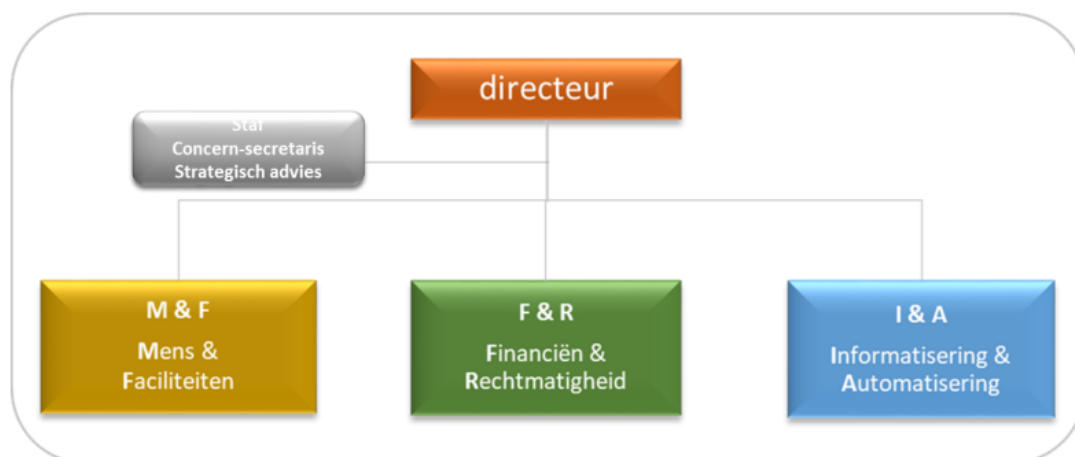 directeur
Staf
Concern-secretaris
Strategisch advies
M & F
Mens &
Faciliteiten
F & R
Financiën &
Rechtmatigheid
I & A
Informatisering &
Automatisering